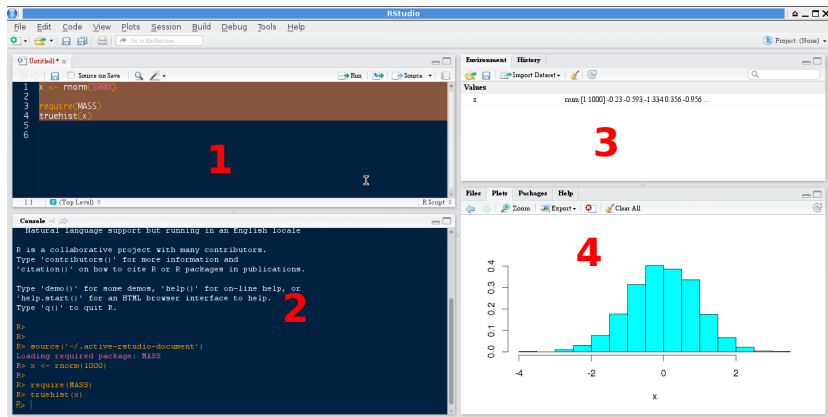 RStudio
File Edit Code View Plots Session Build Debug Tools Help
Go to file/function
Project: (None)
Untitled1*
Source on Save
Run
Source
1 x <- rnorm(1000)
2
3 require(MASS)
4 truehist(x)
5
6
1
1:1 (Top Level) R Script
Console
Natural language support but running in an English locale
R is a collaborative project with many contributors.
Type 'contributors()' for more information and
'citation()' on how to cite R or R packages in publications.
Type 'demo()' for some demos, 'help()' for on-line help, or
'help.start()' for an HTML browser interface to help.
Type 'q()' to quit R.
2
R>
R>
R> source('~/.active-rstudio-document')
Loading required package: MASS
R> x <- rnorm(1000)
R>
R> require(MASS)
R> truehist(x)
R>
Environment History
Import Dataset
Values
x num [1:1000] -0.23 -0.593 -1.334 0.356 -0.956 ...
3
Files Plots Packages Help
Zoom Export Clear All
4
0.4
0.3
0.2
0.1
0.0
-4 -2 0 2
x